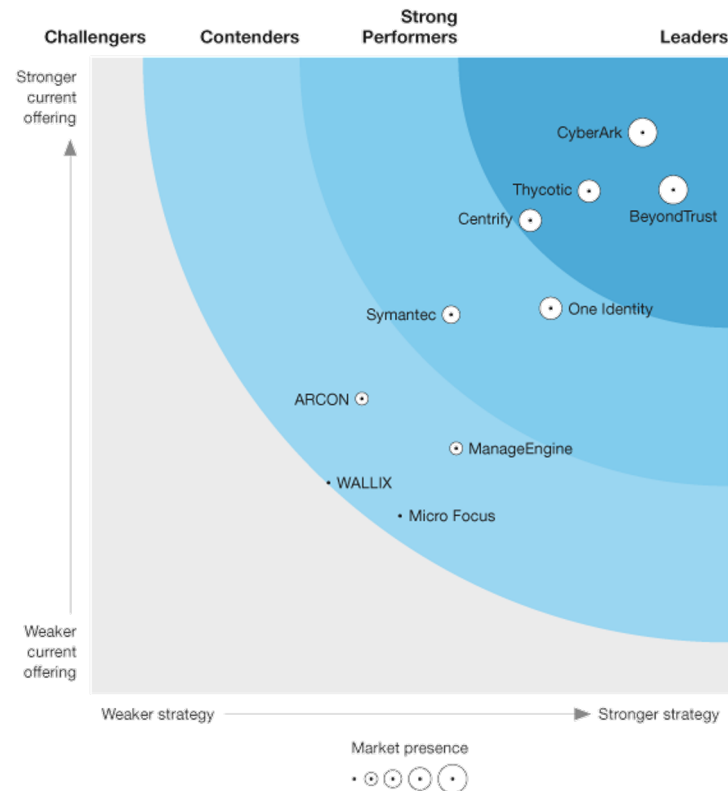 Challengers
Contenders
Strong
Performers
Leaders
Stronger
current
offering
CyberArk
Thycotic
BeyondTrust
Centrify
Symantec
One Identity
ARCON
ManageEngine
WALLIX
Micro Focus
Weaker
current
offering
Weaker strategy
Stronger strategy
Market presence